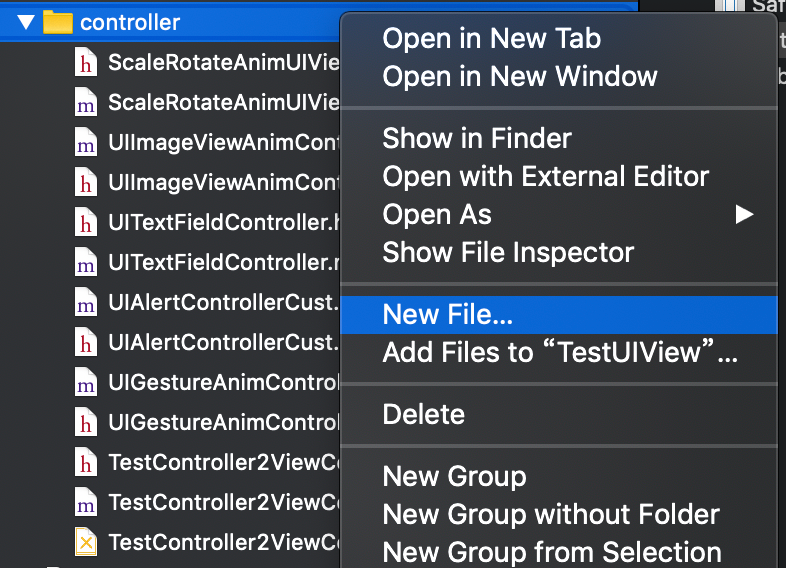 controller
ScaleRotateAnimUIVie
ScaleRotateAnimUIVie
UIImageViewAnimCont
UIImageViewAnimCont
UITextFieldController.h
UITextFieldController.
UIAlertControllerCust.
UIAlertControllerCust.
UIGestureAnimControl
UIGestureAnimControl
TestController2ViewCo
TestController2ViewCo
TestController2ViewCo
Open in New Tab
Open in New Window
Show in Finder
Open with External Editor
Open As
Show File Inspector
New File...
Add Files to “TestUIView”...
Delete
New Group
New Group without Folder
New Group from Selection
Saf